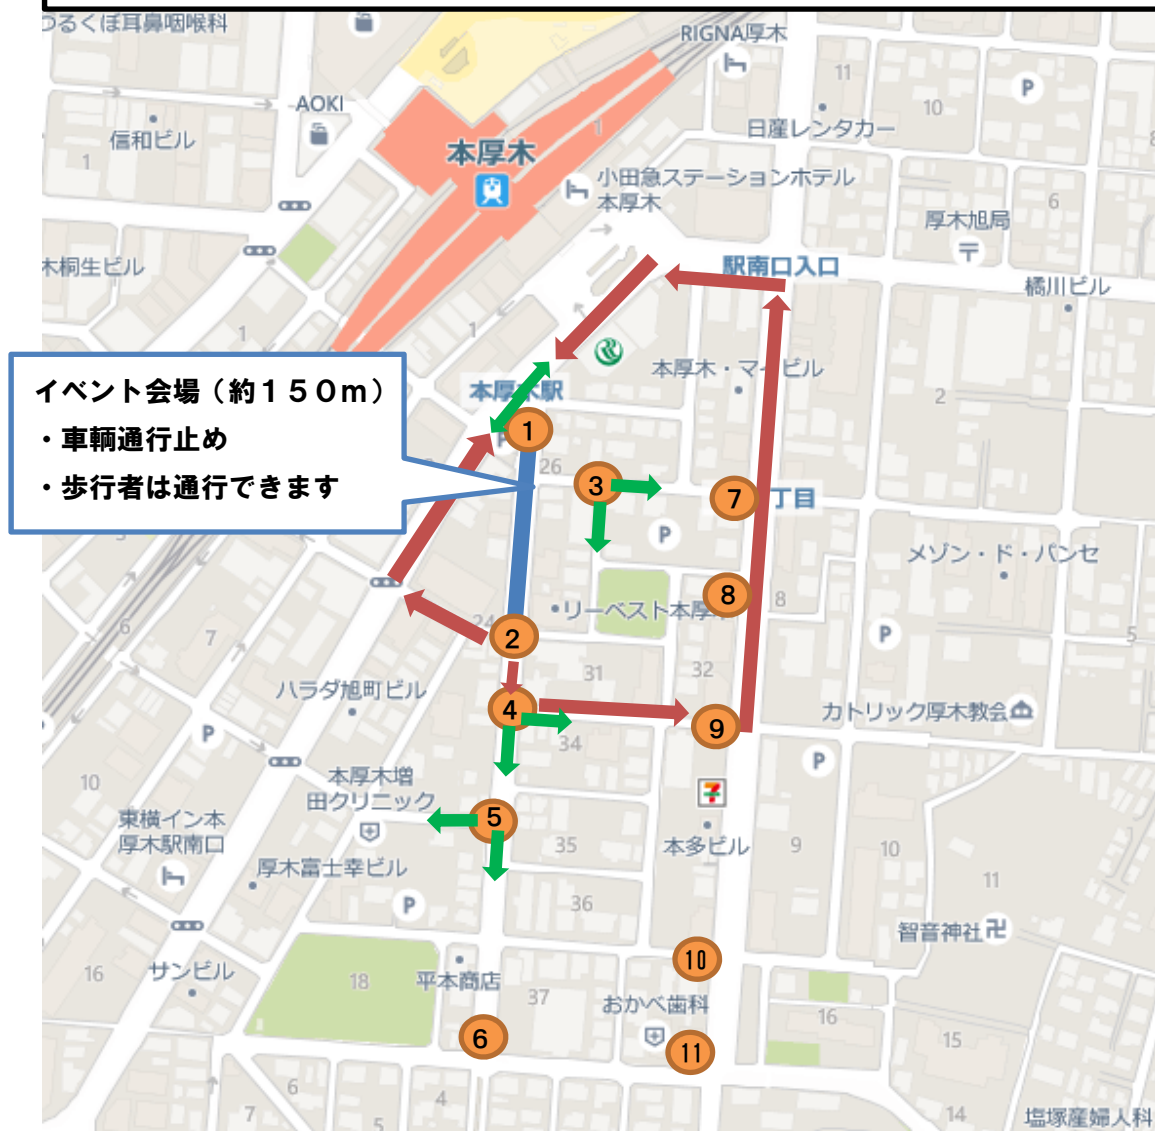 つるくぼ耳鼻咽喉科
RIGNA厚木
P
11
10
AOKI
信和ビル
1
日産レンタカー
本厚木
1
小田急ステーションホテル
本厚木
6
厚木旭局
木桐生ビル
駅南口入口
橘川ビル
1
1
イベント会場（約１５０ｍ）
・車輌通行止め
・歩行者は通行できます
本厚木駅
本厚木・マイビル
2
1
26
3
7
丁目
P
メゾン・ド・パンセ
8
8
リーベスト本厚木
24
2
P
6
7
5
31
32
ハラダ旭町ビル
4
カトリック厚木教会
9
P
34
P
10
本厚木増
田クリニック
5
東横イン本
厚木駅南口
35
本多ビル
9
10
厚木富士幸ビル
11
P
36
智音神社
10
16
サンビル
18
平本商店
37
おかべ歯科
16
15
6
11
6
7
5
4
14
塩塚産婦人科